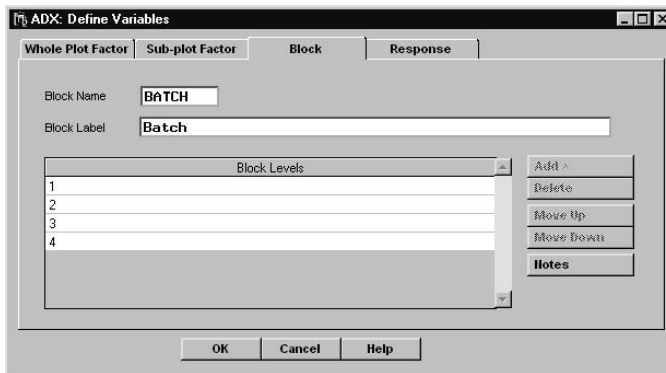 ADX: Define Variables
Whole Plot Factor Sub-plot Factor Block Response
Block Name BATCH
Block Label Batch
Block Levels
1
2
3
4
Add >
Delete
Move Up
Move Down
Notes
OK Cancel Help